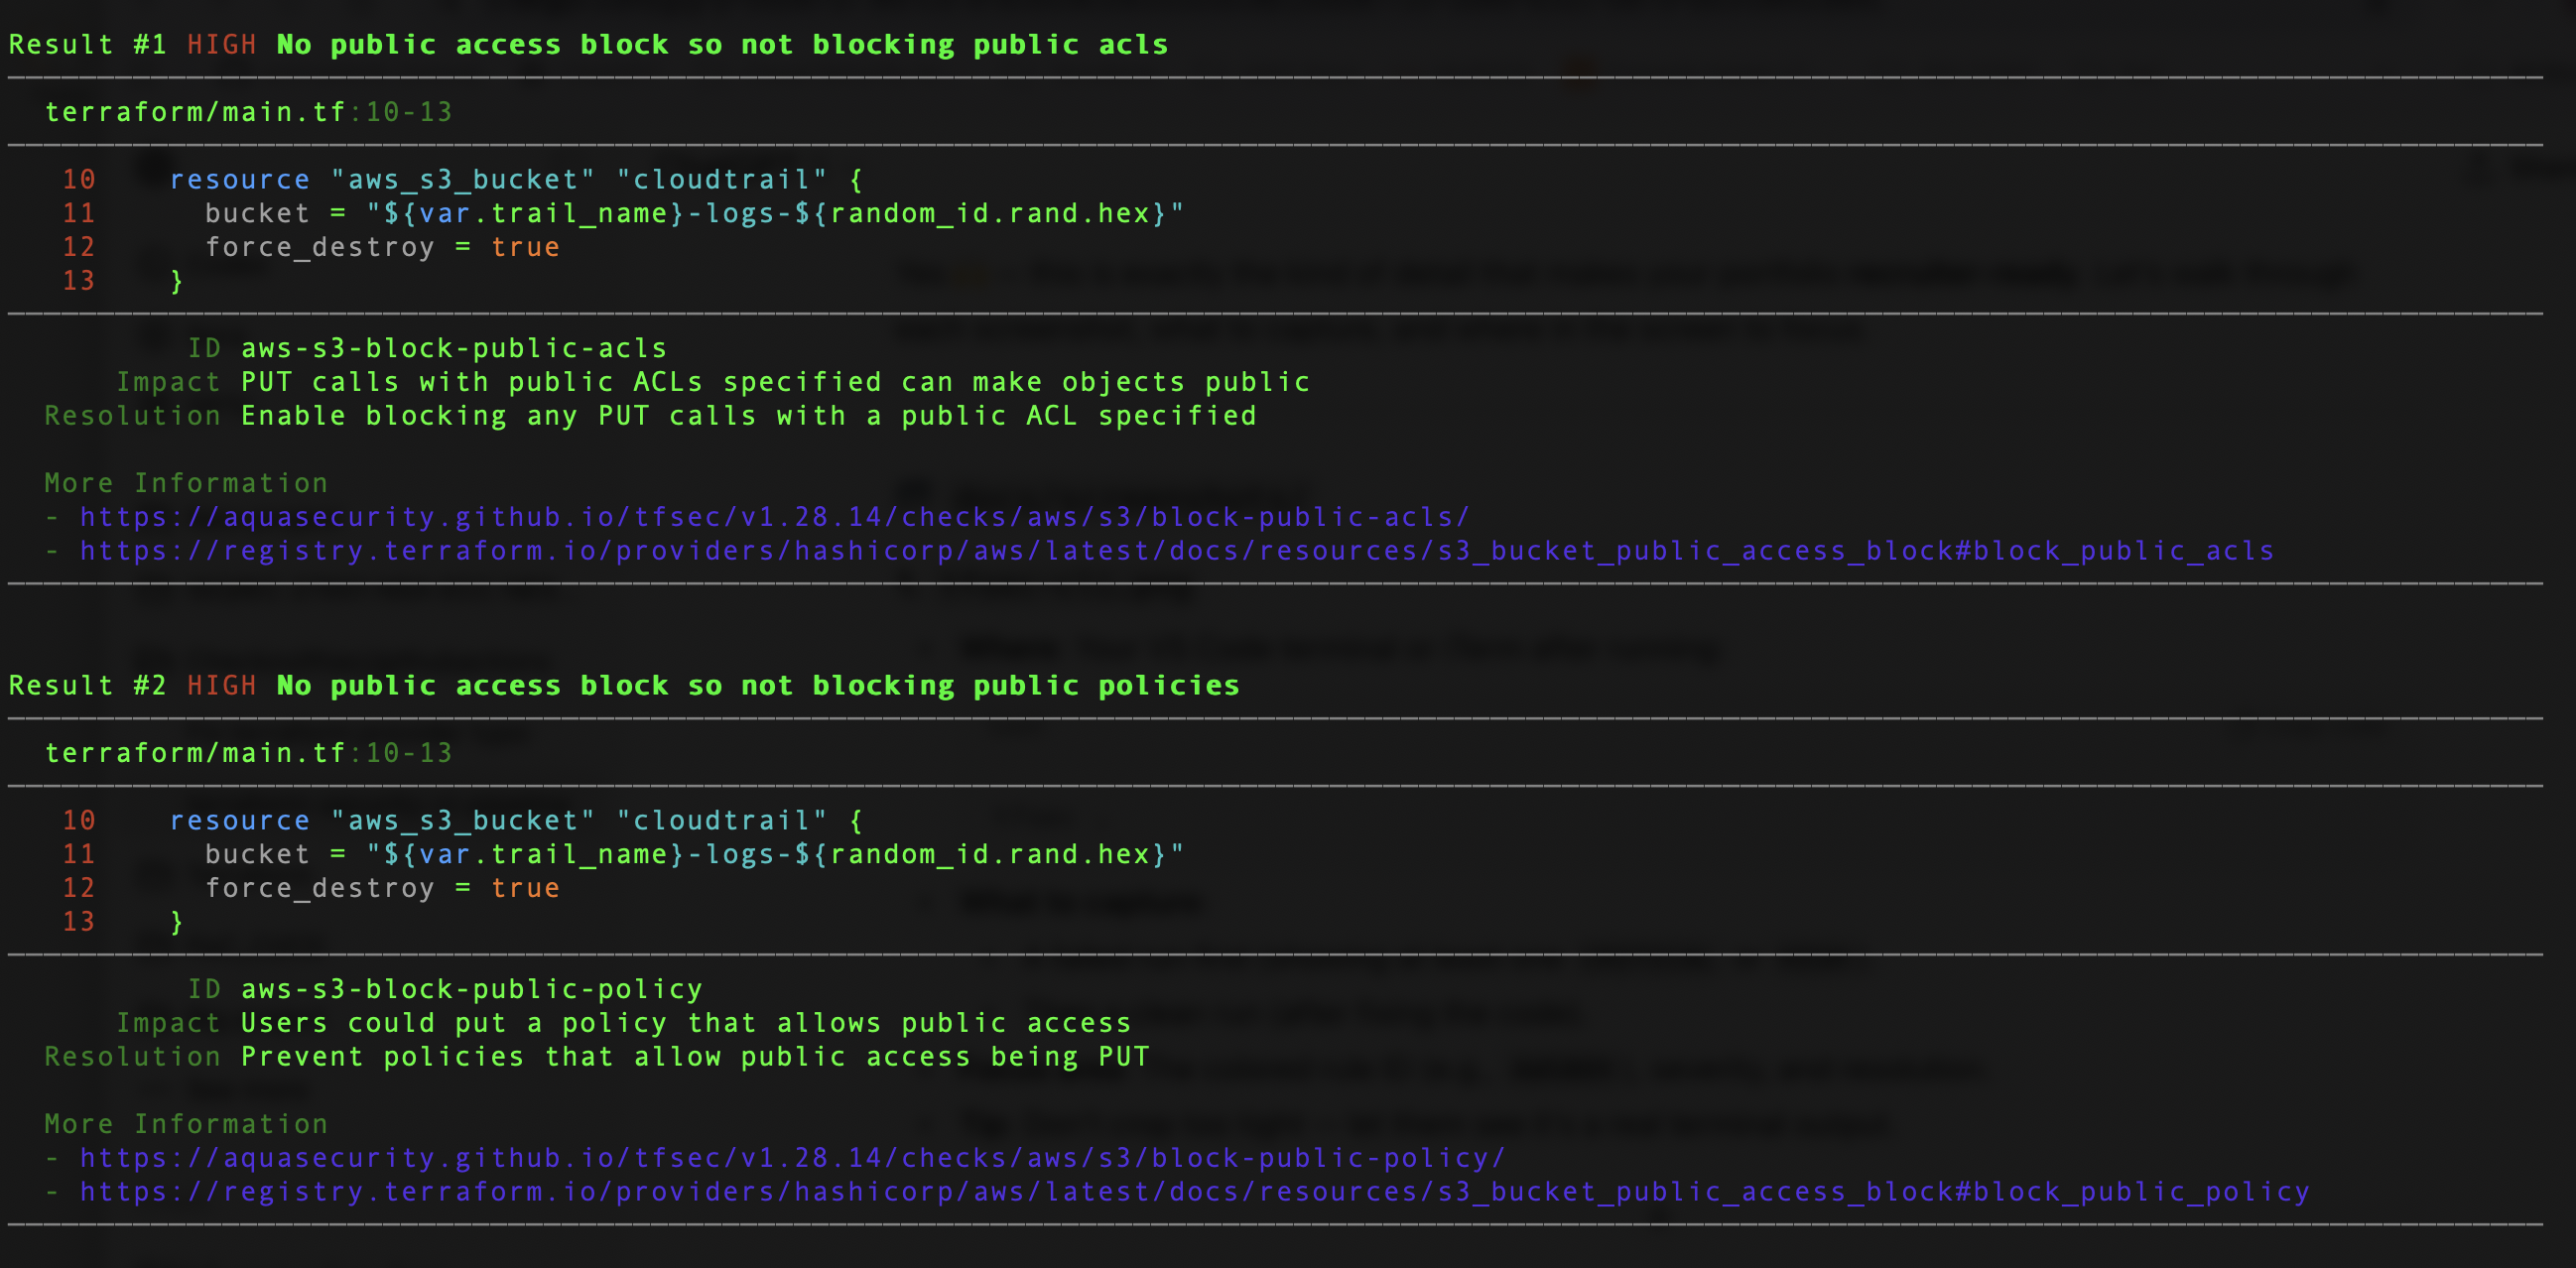 Result #1 HIGH No public access block so not blocking public acls
terraform/main.tf:10-13
10 resource "aws_s3_bucket" "cloudtrail" {
11 bucket = "${var.trail_name}-logs-${random_id.rand.hex}"
12 force_destroy = true
13 }
ID aws-s3-block-public-acls
Impact PUT calls with public ACLs specified can make objects public
Resolution Enable blocking any PUT calls with a public ACL specified
More Information
- https://aquasecurity.github.io/tfsec/v1.28.14/checks/aws/s3/block-public-acls/
- https://registry.terraform.io/providers/hashicorp/aws/latest/docs/resources/s3_bucket_public_access_block#block_public_acls
Result #2 HIGH No public access block so not blocking public policies
terraform/main.tf:10-13
10 resource "aws_s3_bucket" "cloudtrail" {
11 bucket = "${var.trail_name}-logs-${random_id.rand.hex}"
12 force_destroy = true
13 }
ID aws-s3-block-public-policy
Impact Users could put a policy that allows public access
Resolution Prevent policies that allow public access being PUT
More Information
- https://aquasecurity.github.io/tfsec/v1.28.14/checks/aws/s3/block-public-policy/
- https://registry.terraform.io/providers/hashicorp/aws/latest/docs/resources/s3_bucket_public_access_block#block_public_policy